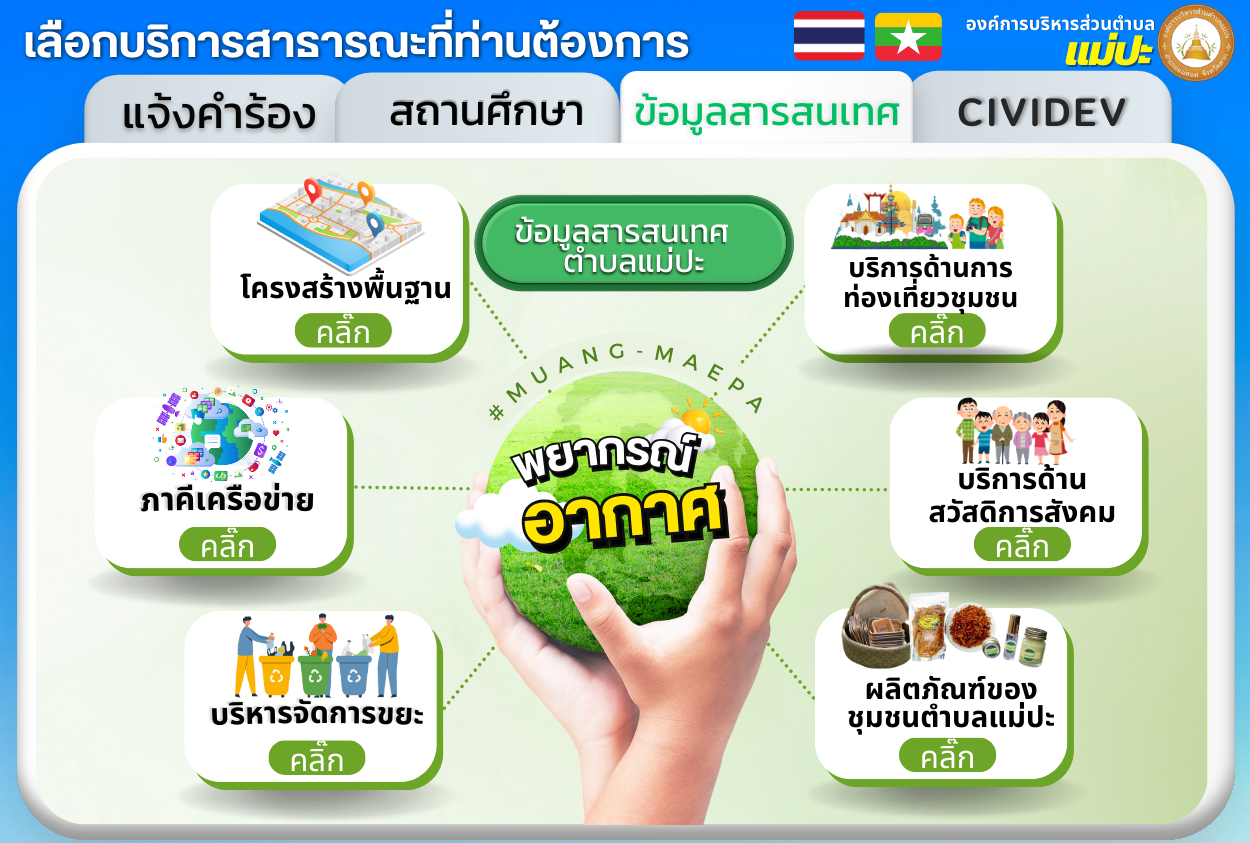 เลือกบริการสาธารณะที่ท่านต้องการ
องค์การบริหารส่วนตำบล
แม่ปะ
แจ้งคำร้อง
สถานศึกษา
ข้อมูลสารสนเทศ
CIVIDEV
ข้อมูลสารสนเทศ
ตำบลแม่ปะ
โครงสร้างพื้นฐาน
คลิ๊ก
บริการด้านการ
ท่องเที่ยวชุมชน
คลิ๊ก
#MUANG-MAEPA
พยากรณ์
อากาศ
ภาคีเครือข่าย
คลิ๊ก
บริการด้าน
สวัสดิการสังคม
คลิ๊ก
บริหารจัดการขยะ
คลิ๊ก
ผลิตภัณฑ์ของ
ชุมชนตำบลแม่ปะ
คลิ๊ก